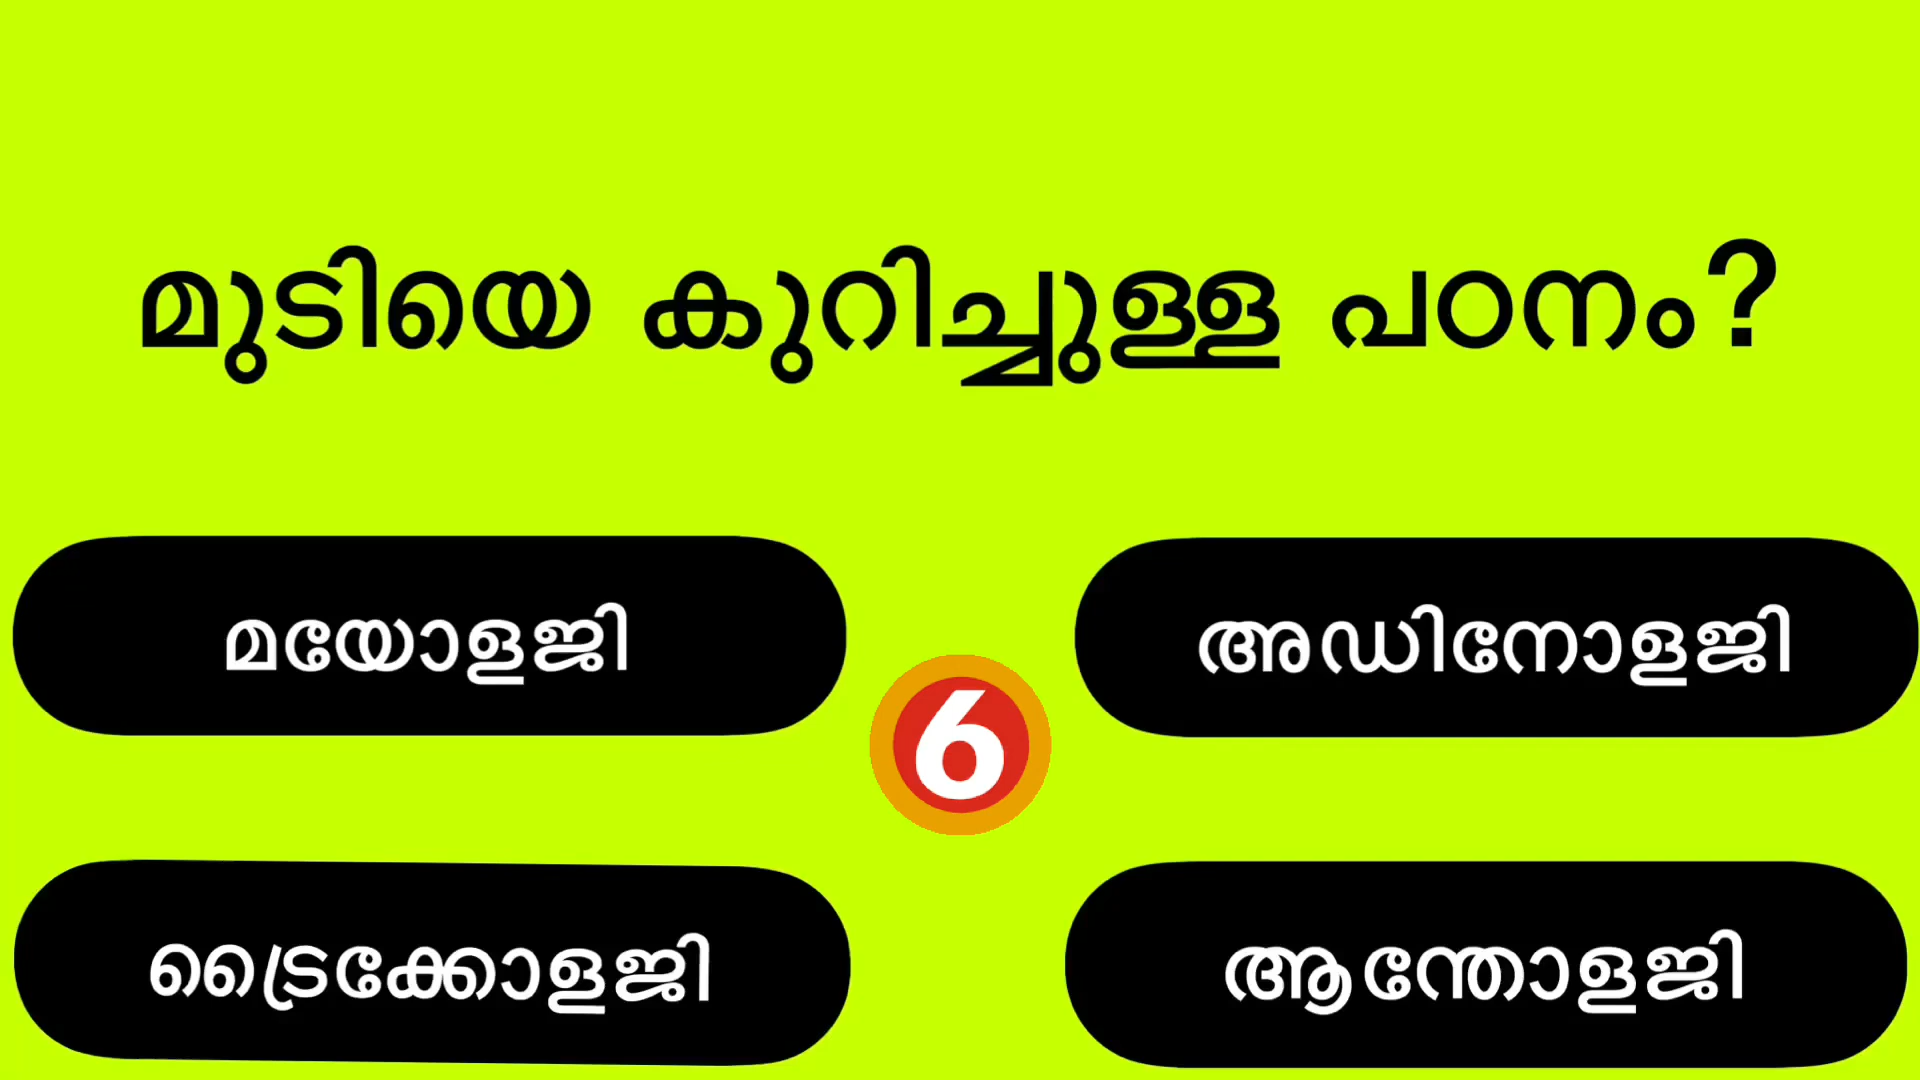 മുടിയെ കുറിച്ചുള്ള പഠനം?
മയോളജി
അഡിനോളജി
6
ട്രൈക്കോളജി
ആന്തോളജി